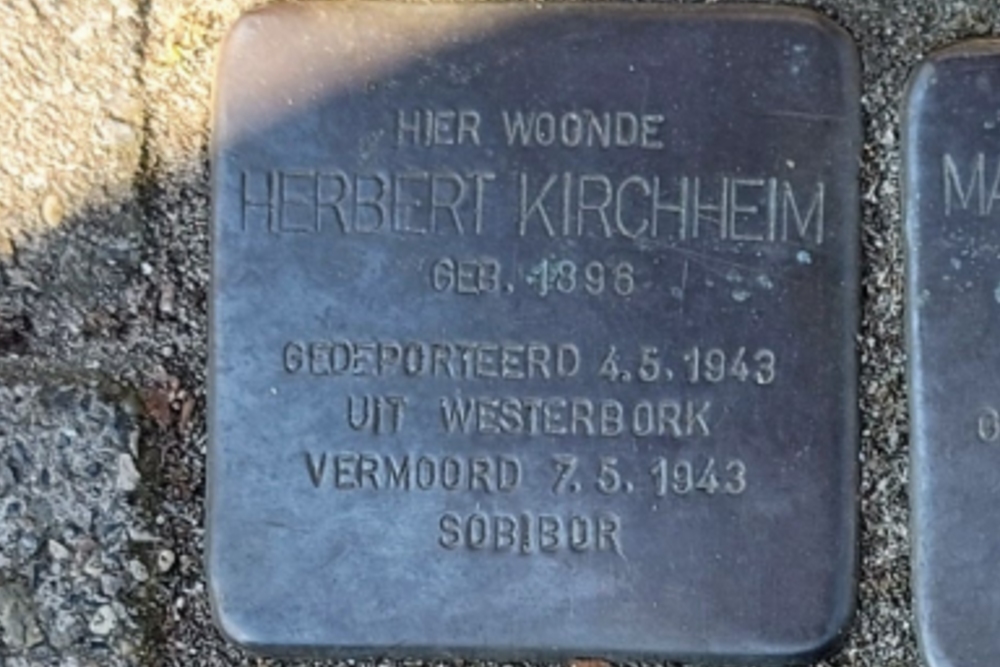 HIER WOONDE
HERBERT KIRCHHEIM
GEB. 1896
GEDEPORTEERD 4.5.1943
UIT WESTERBORK
VERMOORD 7.5.1943
SOBIBOR